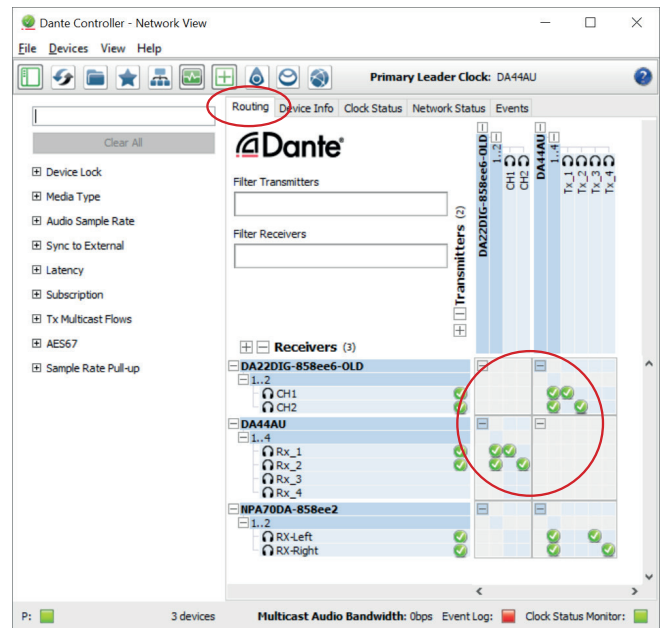 Dante Controller - Network View
File Devices View Help
Primary Leader Clock: DA44AU
Routing Device Info Clock Status Network Status Events
Clear All
Device Lock
Media Type
Audio Sample Rate
Sync to External
Latency
Subscription
Tx Multicast Flows
AES67
Sample Rate Pull-up
Dante
Filter Transmitters
Filter Receivers
Transmitters (2)
DA22DIG-858ee6-OLD
1..2
CH1
CH2
DA44AU
1..4
Tx_1
Tx_2
Tx_3
Tx_4
Receivers (3)
DA22DIG-858ee6-OLD
1..2
CH1
CH2
DA44AU
1..4
Rx_1
Rx_2
Rx_3
Rx_4
NPA70DA-858ee2
1..2
RX-Left
RX-Right
P: 3 devices Multicast Audio Bandwidth: 0bps Event Log: Clock Status Monitor: